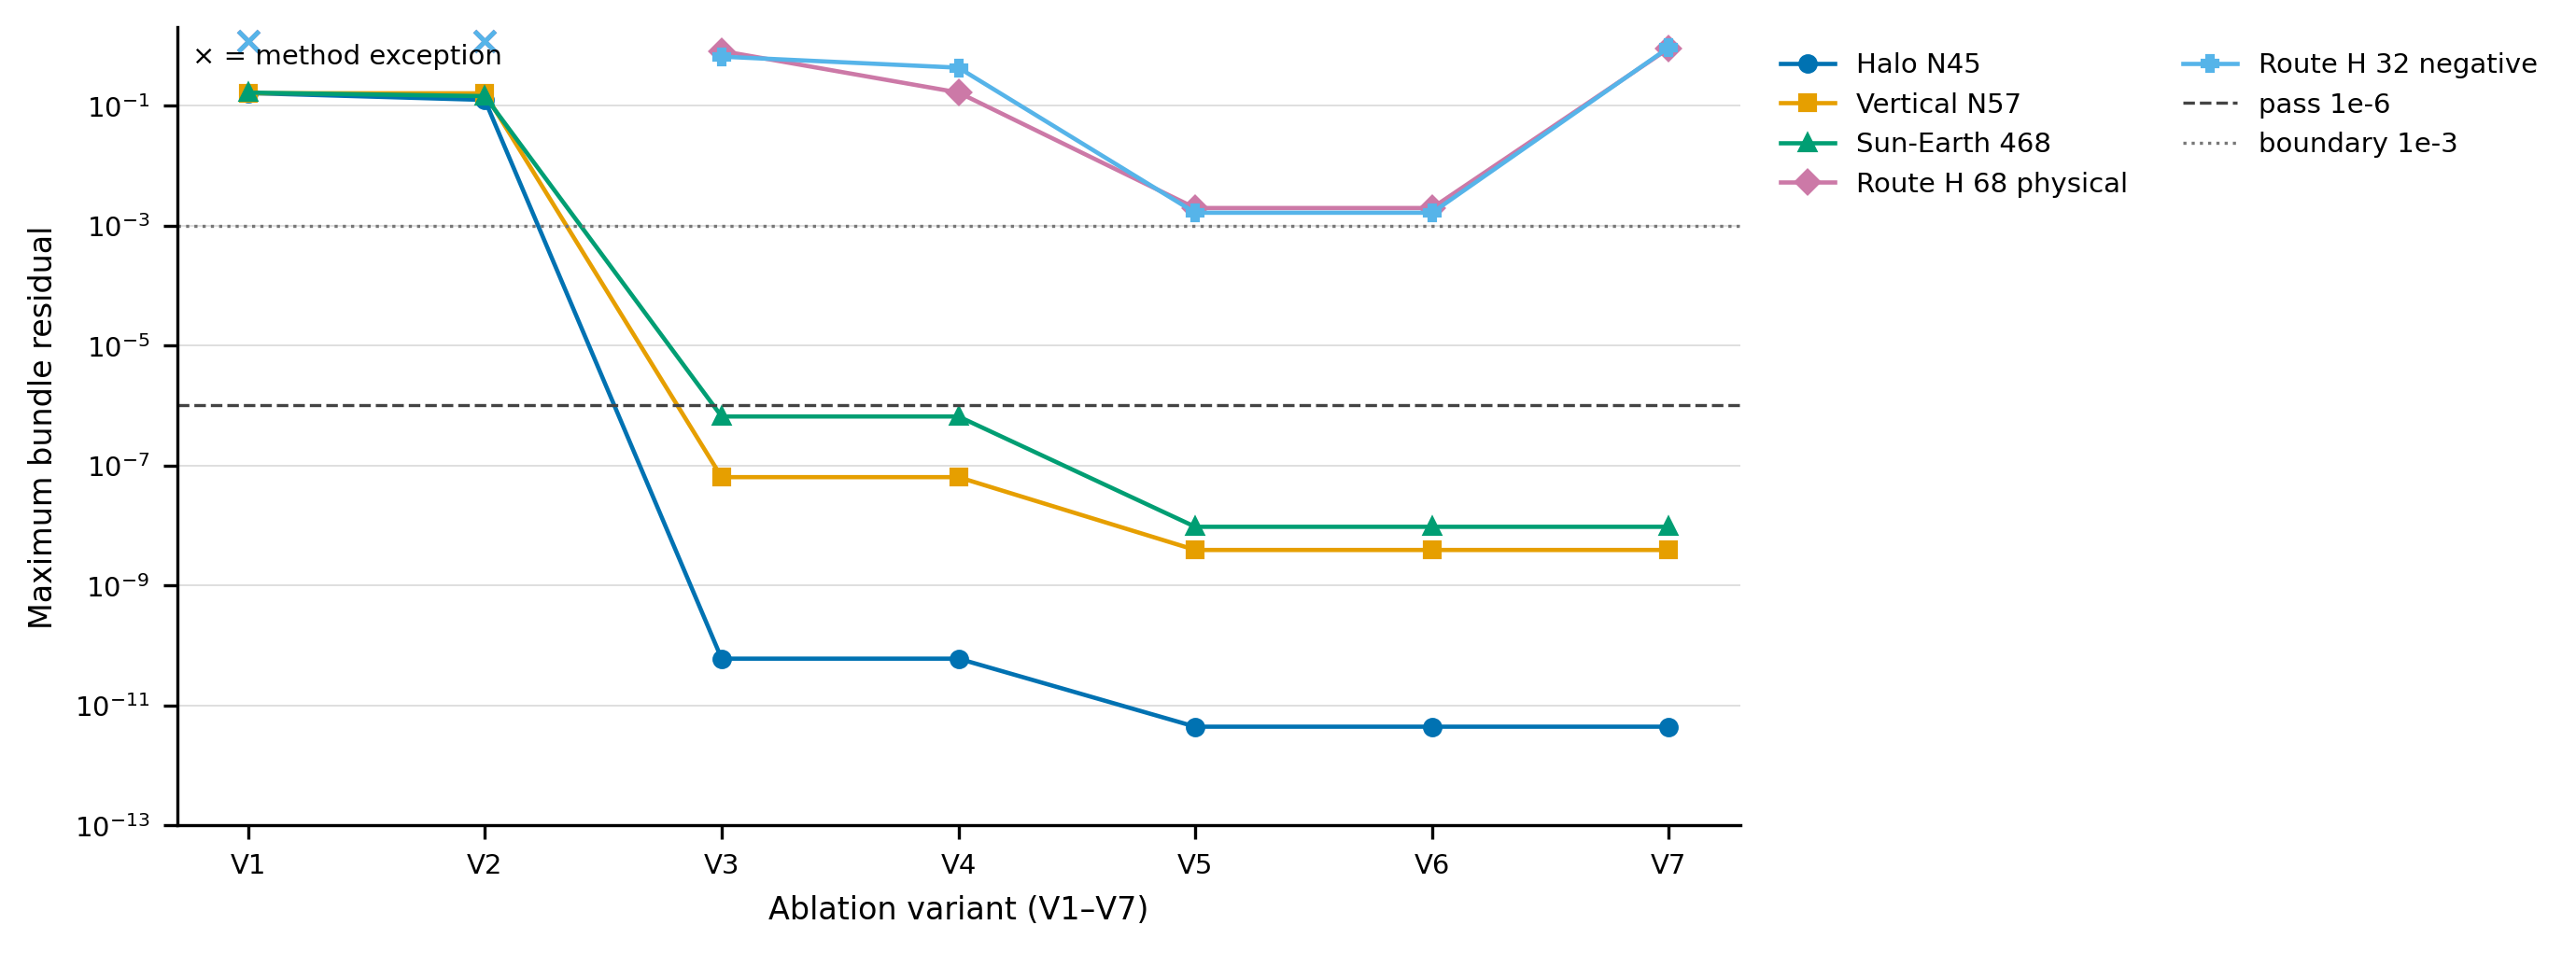 × = method exception
Halo N45
Vertical N57
Sun-Earth 468
Route H 68 physical
Route H 32 negative
pass 1e-6
boundary 1e-3
Maximum bundle residual
10⁻¹
10⁻³
10⁻⁵
10⁻⁷
10⁻⁹
10⁻¹¹
10⁻¹³
V1 V2 V3 V4 V5 V6 V7
Ablation variant (V1–V7)